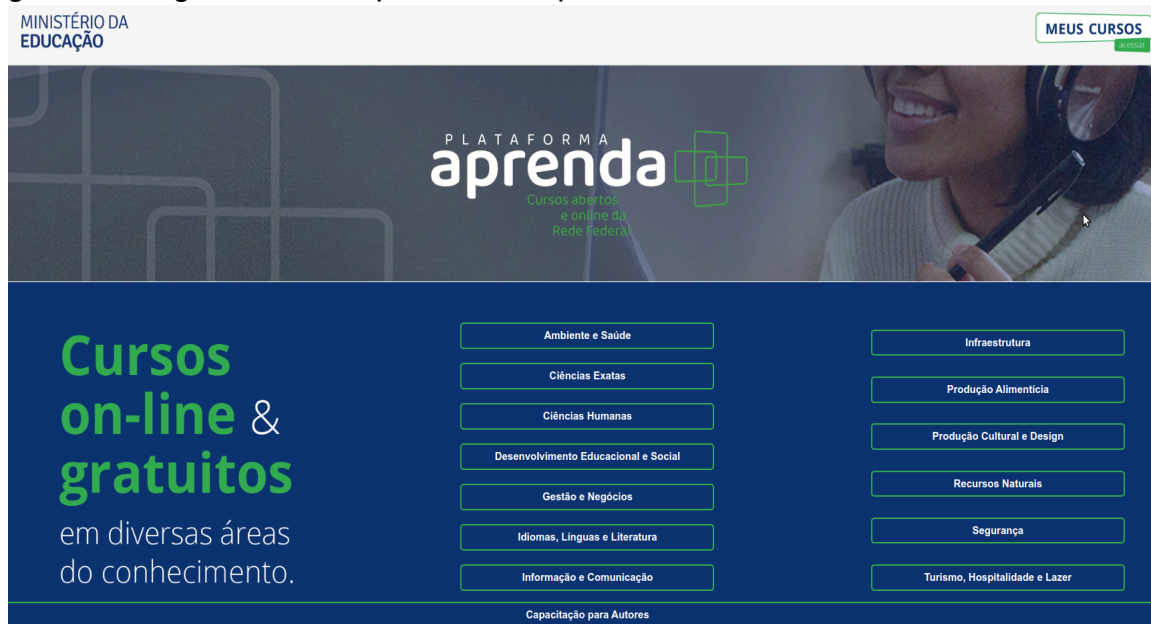 MINISTÉRIO DA
EDUCAÇÃO
MEUS CURSOS
acessar
PLATAFORMA
aprenda
Cursos abertos
e online da
Rede Federal
Cursos
on-line &
gratuitos
em diversas áreas
do conhecimento.
Ambiente e Saúde
Ciências Exatas
Ciências Humanas
Desenvolvimento Educacional e Social
Gestão e Negócios
Idiomas, Línguas e Literatura
Informação e Comunicação
Infraestrutura
Produção Alimentícia
Produção Cultural e Design
Recursos Naturais
Segurança
Turismo, Hospitalidade e Lazer
Capacitação para Autores